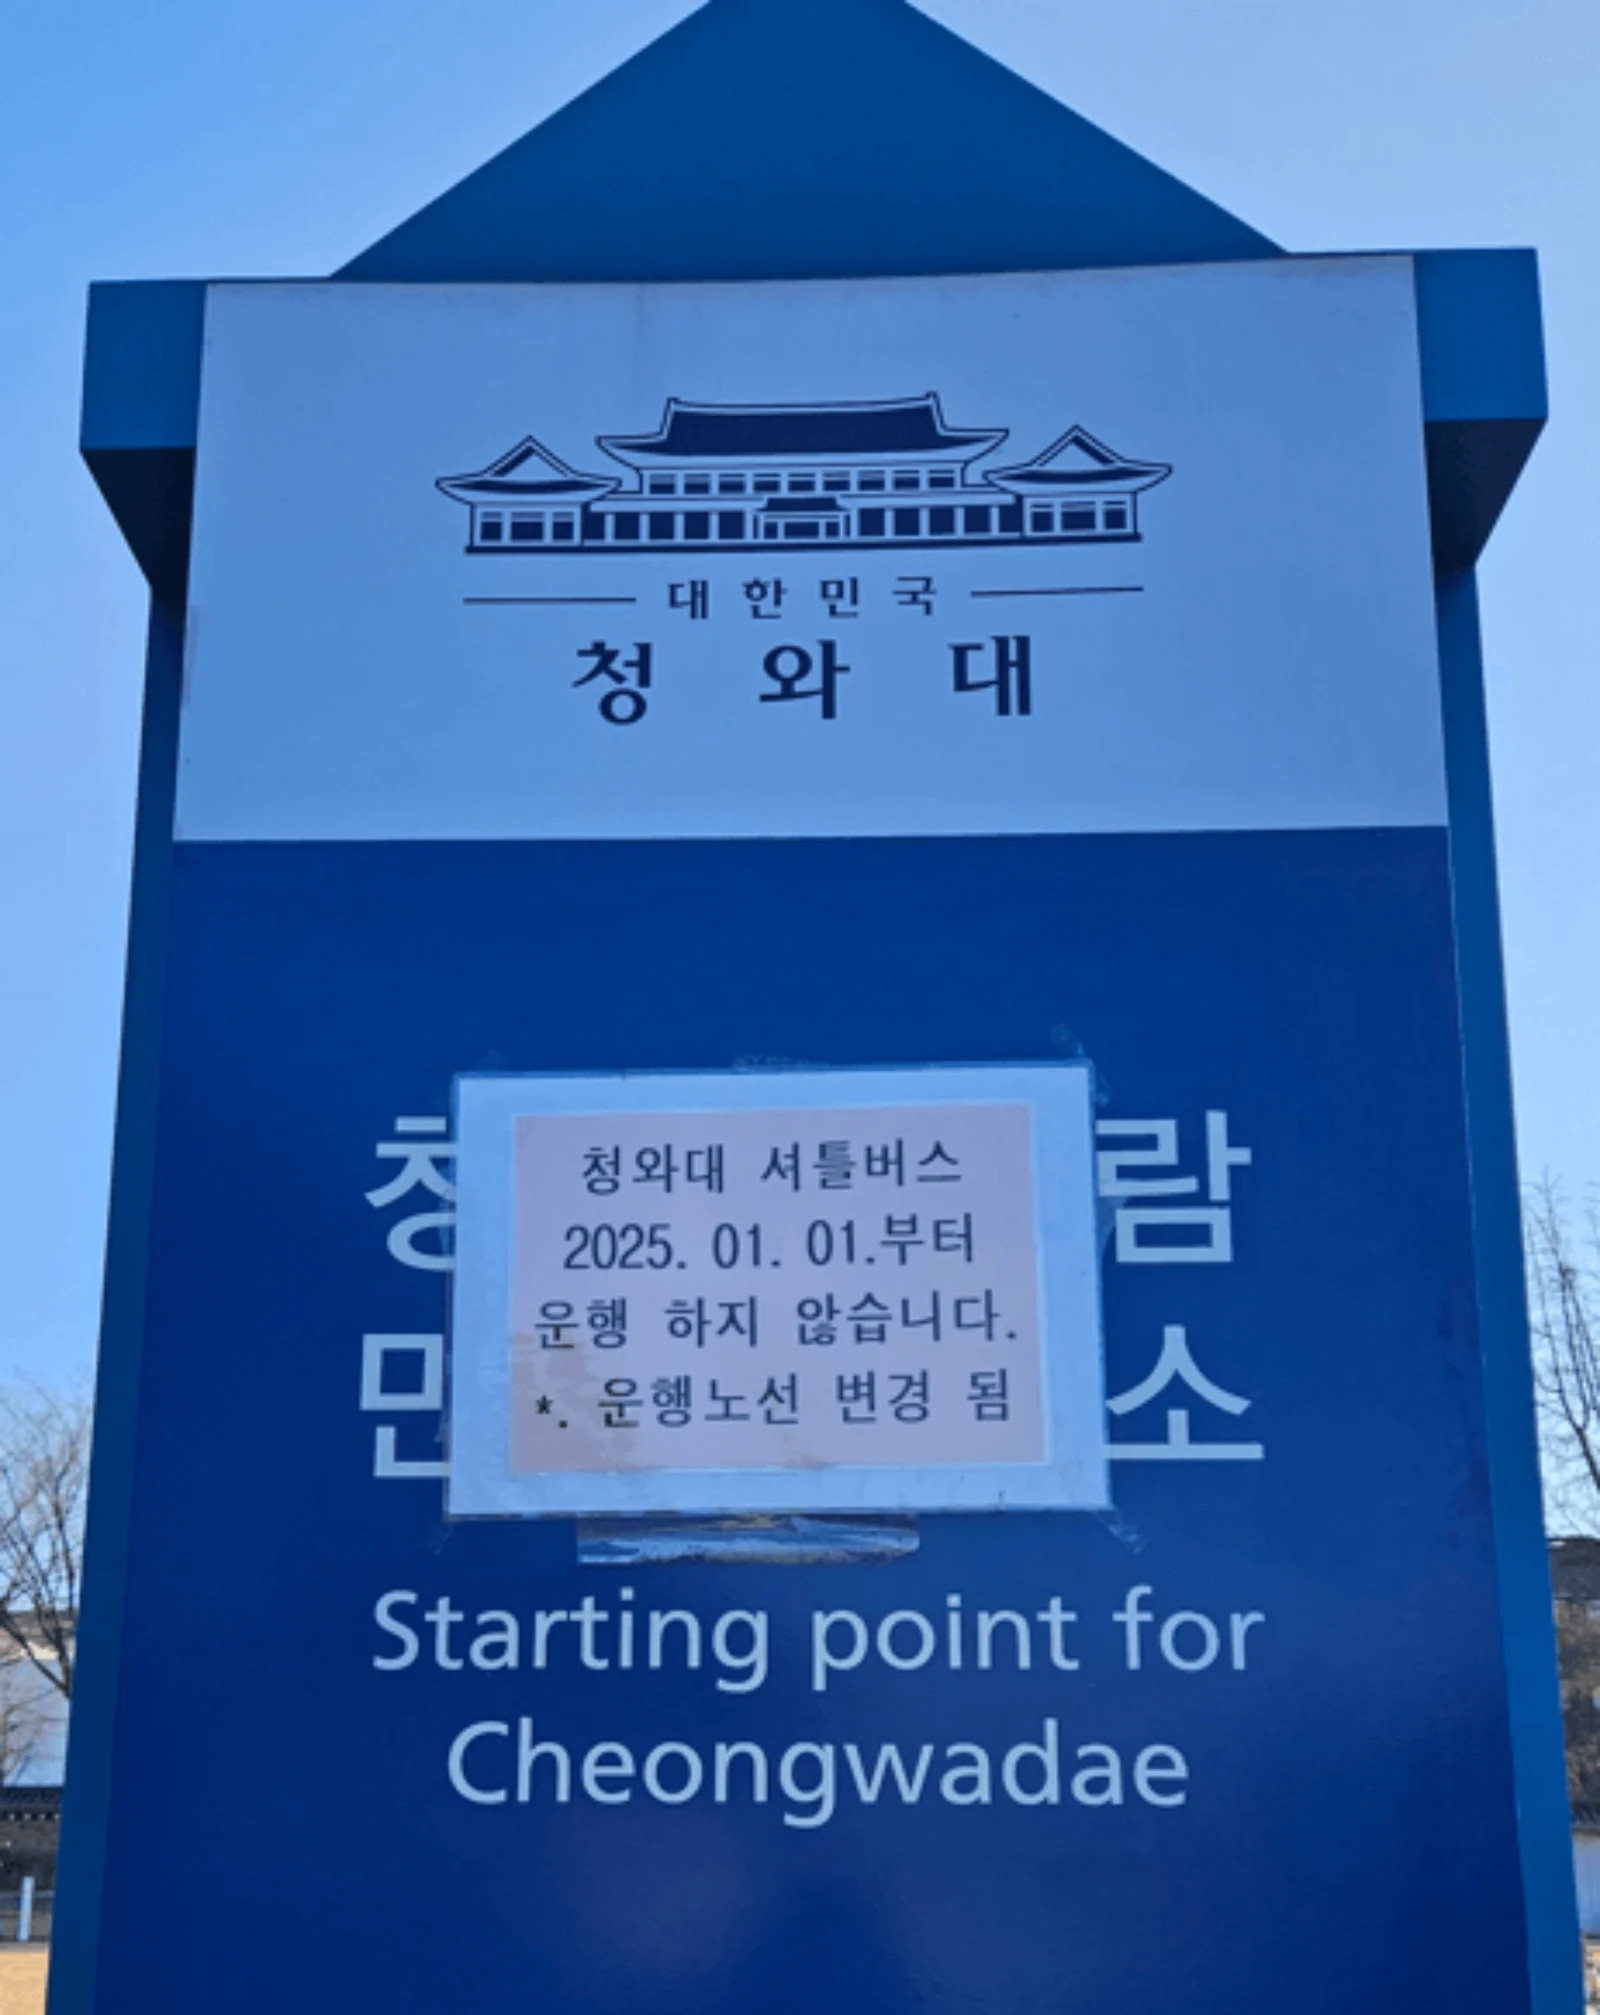 대한민국
청와대
람
청와대 셔틀버스
2025. 01. 01.부터
운행 하지 않습니다.
*. 운행노선 변경 됨
소
Starting point for
Cheongwadae